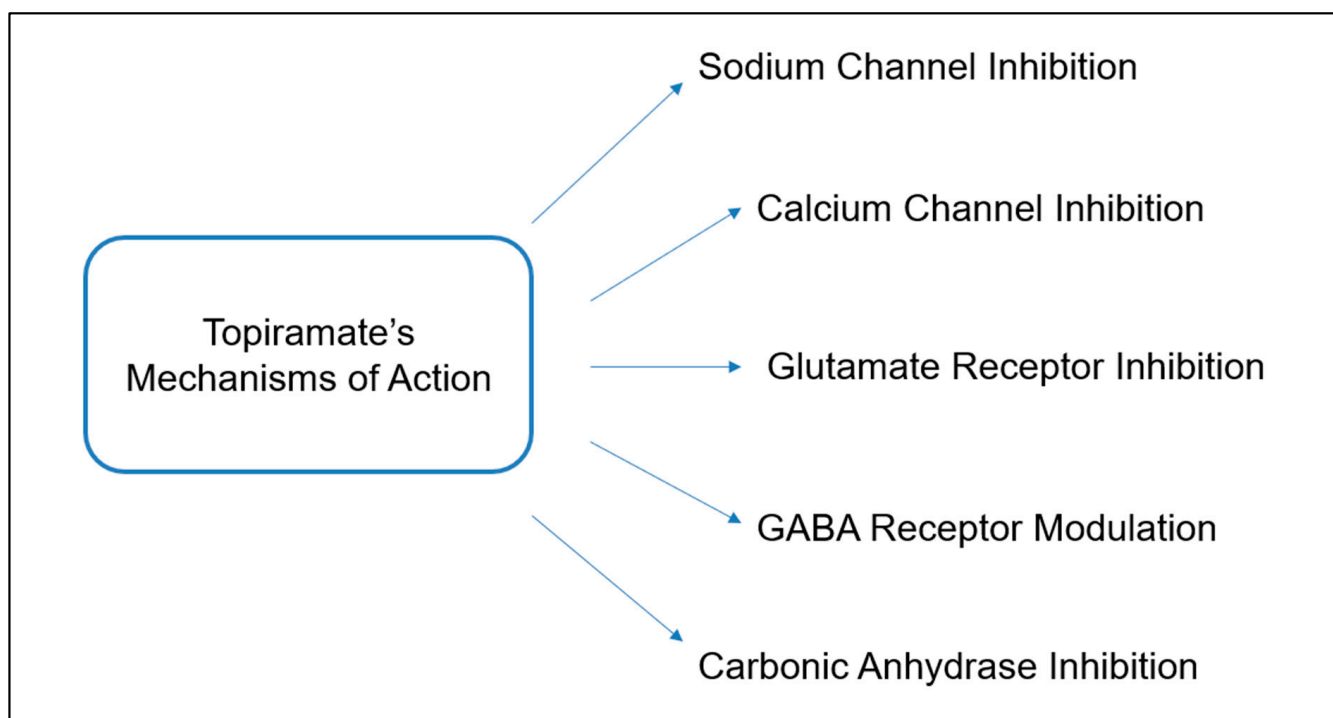 Sodium Channel Inhibition
Calcium Channel Inhibition
Topiramate’s
Mechanisms of Action
Glutamate Receptor Inhibition
GABA Receptor Modulation
Carbonic Anhydrase Inhibition